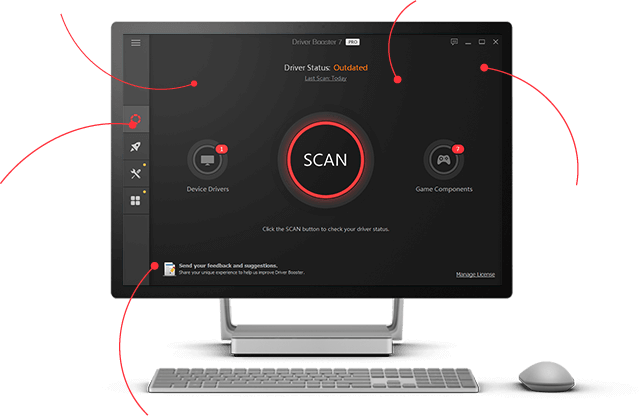 Driver Booster 7 PRO
Driver Status: Outdated
Last Scan: Today
1
7
SCAN
Device Drivers
Game Components
Click the SCAN button to check your driver status.
Send your feedback and suggestions.
Share your unique experience to help us improve Driver Booster.
Manage License